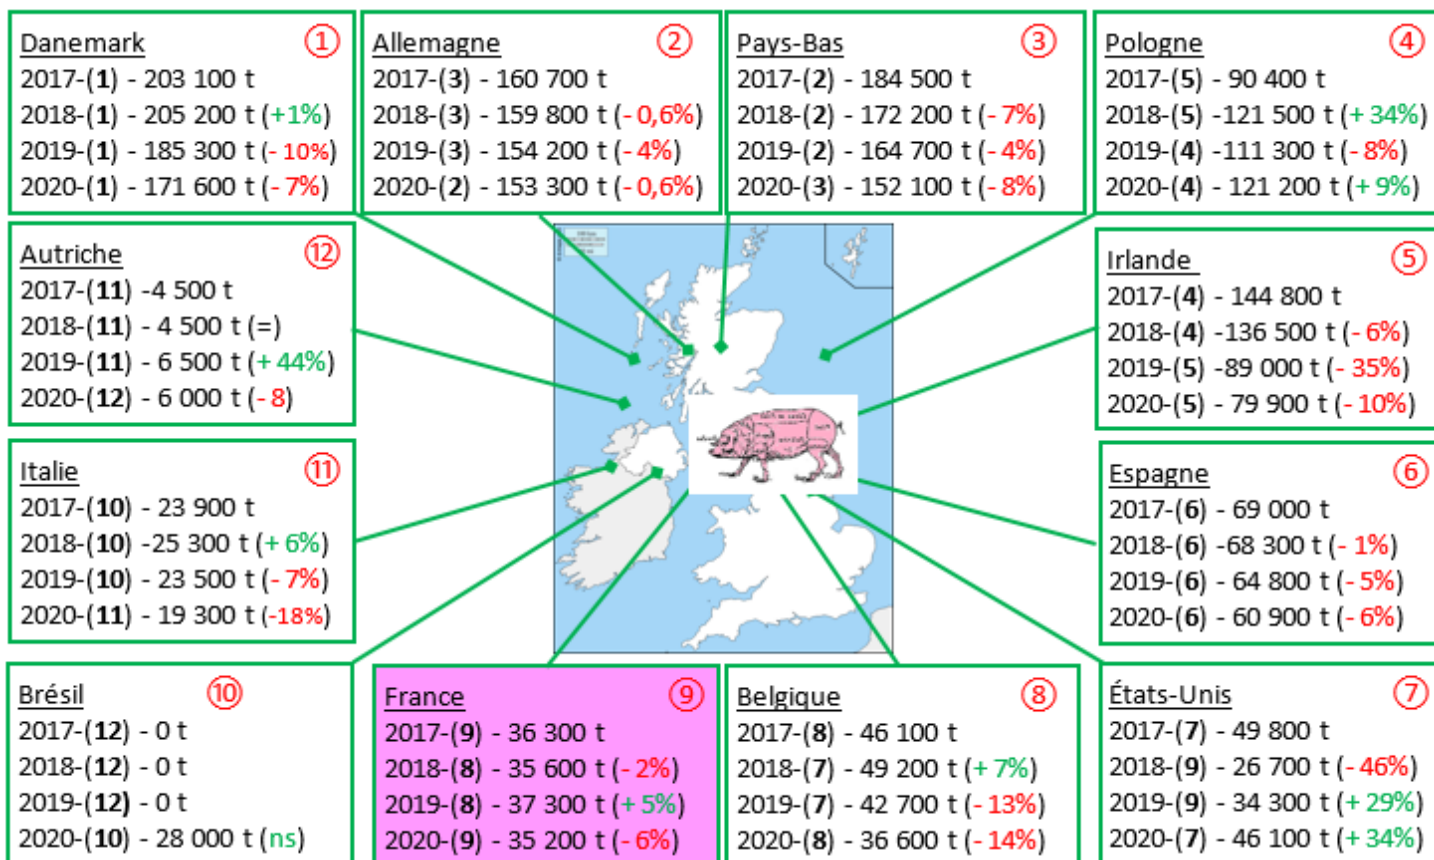 Danemark ①
2017-(1) - 203 100 t
2018-(1) - 205 200 t (+1%)
2019-(1) - 185 300 t (- 10%)
2020-(1) - 171 600 t (- 7%)
Allemagne ②
2017-(3) - 160 700 t
2018-(3) - 159 800 t (- 0,6%)
2019-(3) - 154 200 t (- 4%)
2020-(2) - 153 300 t (- 0,6%)
Pays-Bas ③
2017-(2) - 184 500 t
2018-(2) - 172 200 t (- 7%)
2019-(2) - 164 700 t (- 4%)
2020-(3) - 152 100 t (- 8%)
Pologne ④
2017-(5) - 90 400 t
2018-(5) -121 500 t (+ 34%)
2019-(4) -111 300 t (- 8%)
2020-(4) - 121 200 t (+ 9%)
Autriche ⑫
2017-(11) -4 500 t
2018-(11) - 4 500 t (=)
2019-(11) - 6 500 t (+ 44%)
2020-(12) - 6 000 t (- 8)
Irlande ⑤
2017-(4) - 144 800 t
2018-(4) -136 500 t (- 6%)
2019-(5) -89 000 t (- 35%)
2020-(5) - 79 900 t (- 10%)
Italie ⑪
2017-(10) - 23 900 t
2018-(10) -25 300 t (+ 6%)
2019-(10) - 23 500 t (- 7%)
2020-(11) - 19 300 t (-18%)
Espagne ⑥
2017-(6) - 69 000 t
2018-(6) -68 300 t (- 1%)
2019-(6) - 64 800 t (- 5%)
2020-(6) - 60 900 t (- 6%)
Brésil ⑩
2017-(12) - 0 t
2018-(12) - 0 t
2019-(12) - 0 t
2020-(10) - 28 000 t (ns)
France ⑨
2017-(9) - 36 300 t
2018-(8) - 35 600 t (- 2%)
2019-(8) - 37 300 t (+ 5%)
2020-(9) - 35 200 t (- 6%)
Belgique ⑧
2017-(8) - 46 100 t
2018-(7) - 49 200 t (+ 7%)
2019-(7) - 42 700 t (- 13%)
2020-(8) - 36 600 t (- 14%)
États-Unis ⑦
2017-(7) - 49 800 t
2018-(9) - 26 700 t (- 46%)
2019-(9) - 34 300 t (+ 29%)
2020-(7) - 46 100 t (+ 34%)